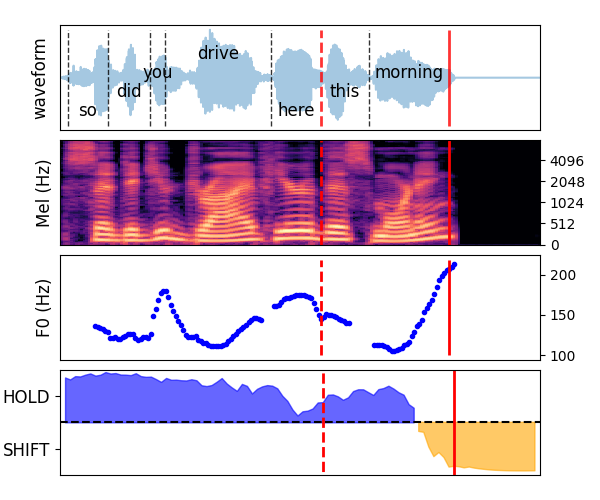 waveform
so
did
you
drive
here
this
morning
Mel (Hz)
4096
2048
1024
512
0
F0 (Hz)
200
150
100
HOLD
SHIFT